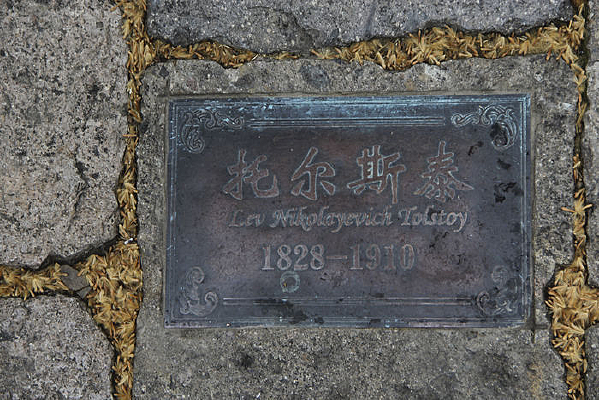 托尔斯泰
Lev Nikolayevich Tolstoy
1828-1910